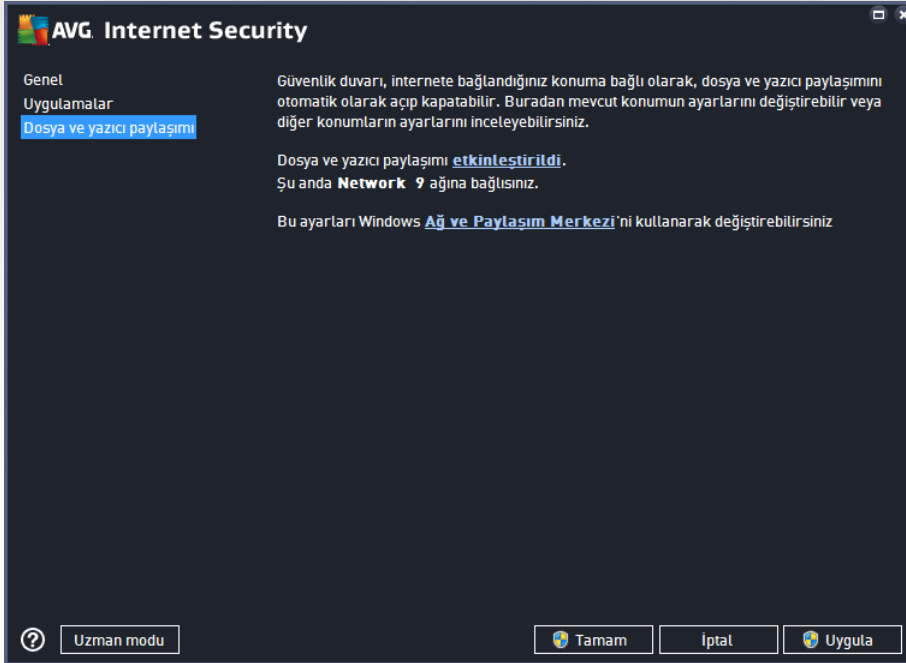 AVG Internet Security
Genel
Uygulamalar
Dosya ve yazıcı paylaşımı
Güvenlik duvarı, internete bağlandığınız konuma bağlı olarak, dosya ve yazıcı paylaşımını
otomatik olarak açıp kapatabilir. Buradan mevcut konumun ayarlarını değiştirebilir veya
diğer konumların ayarlarını inceleyebilirsiniz.
Dosya ve yazıcı paylaşımı etkinleştirildi.
Şu anda Network 9 ağına bağlısınız.
Bu ayarları Windows Ağ ve Paylaşım Merkezi'ni kullanarak değiştirebilirsiniz
? Uzman modu Tamam İptal Uygula